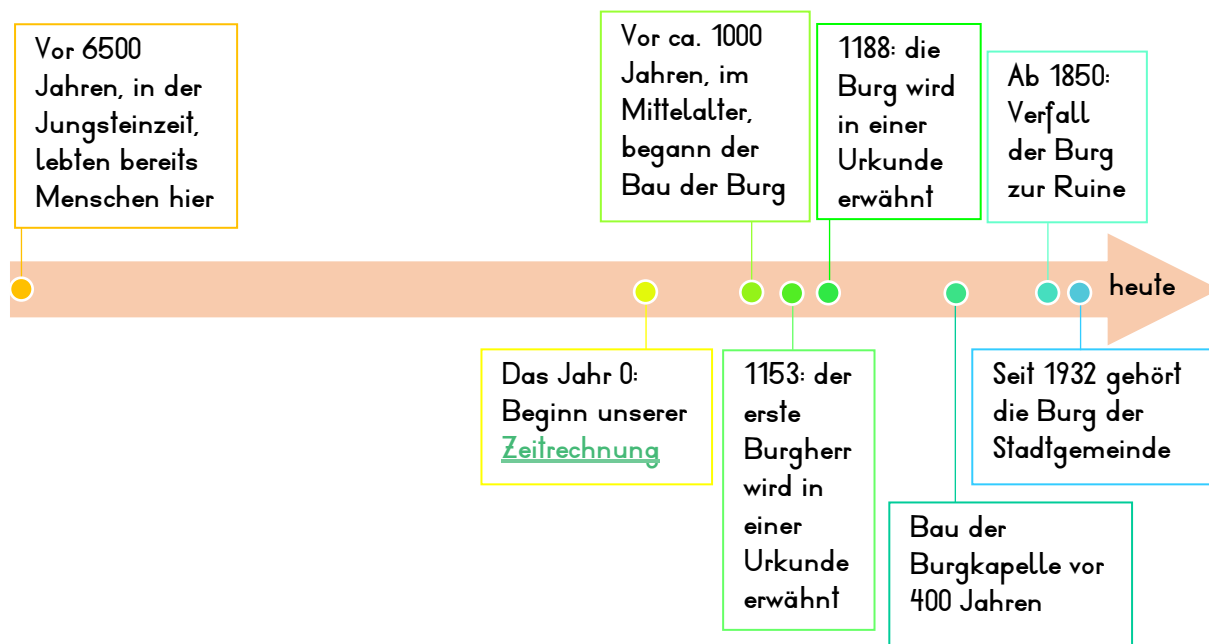 Vor 6500
Jahren, in der
Jungsteinzeit,
lebten bereits
Menschen hier
Vor ca. 1000
Jahren, im
Mittelalter,
begann der
Bau der Burg
1188: die
Burg wird
in einer
Urkunde
erwähnt
Ab 1850:
Verfall
der Burg
zur Ruine
heute
Das Jahr 0:
Beginn unserer
Zeitrechnung
1153: der
erste
Burgherr
wird in
einer
Urkunde
erwähnt
Seit 1932 gehört
die Burg der
Stadtgemeinde
Bau der
Burgkapelle vor
400 Jahren